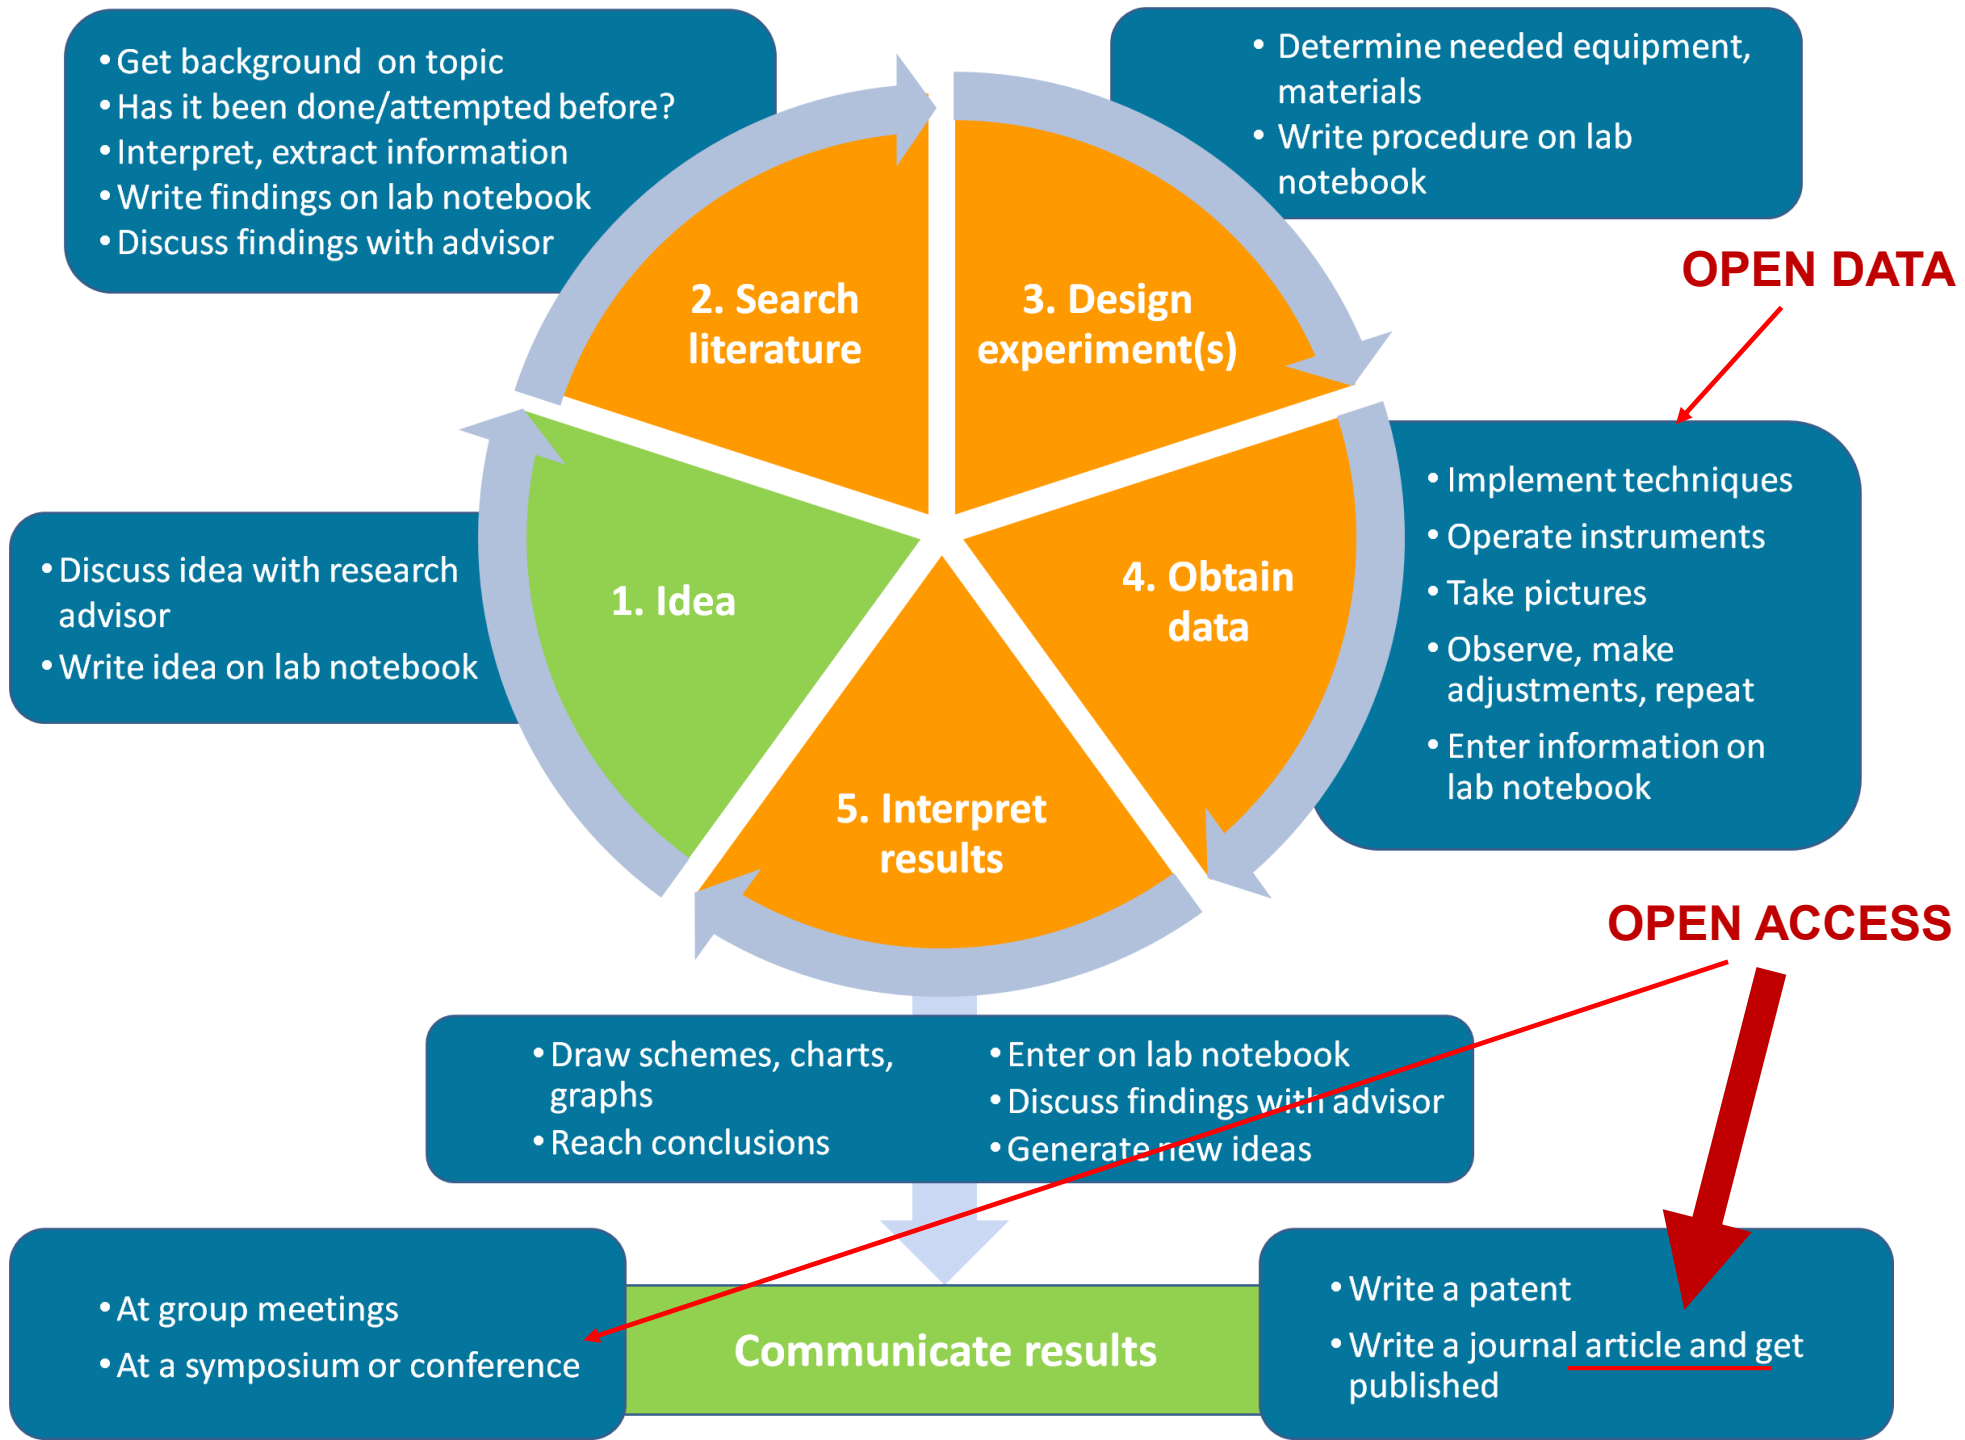 • Get background  on topic
• Has it been done/attempted before?
• Interpret, extract information
• Write findings on lab notebook
• Discuss findings with advisor
• Determine needed equipment,
materials
• Write procedure on lab
notebook
OPEN DATA
2. Search
literature
3. Design
experiment(s)
• Discuss idea with research
advisor
• Write idea on lab notebook
1. Idea
4. Obtain
data
• Implement techniques
• Operate instruments
• Take pictures
• Observe, make
adjustments, repeat
• Enter information on
lab notebook
5. Interpret
results
OPEN ACCESS
• Draw schemes, charts,
graphs
• Reach conclusions
• Enter on lab notebook
• Discuss findings with advisor
• Generate new ideas
• At group meetings
• At a symposium or conference
Communicate results
• Write a patent
• Write a journal article and get
published